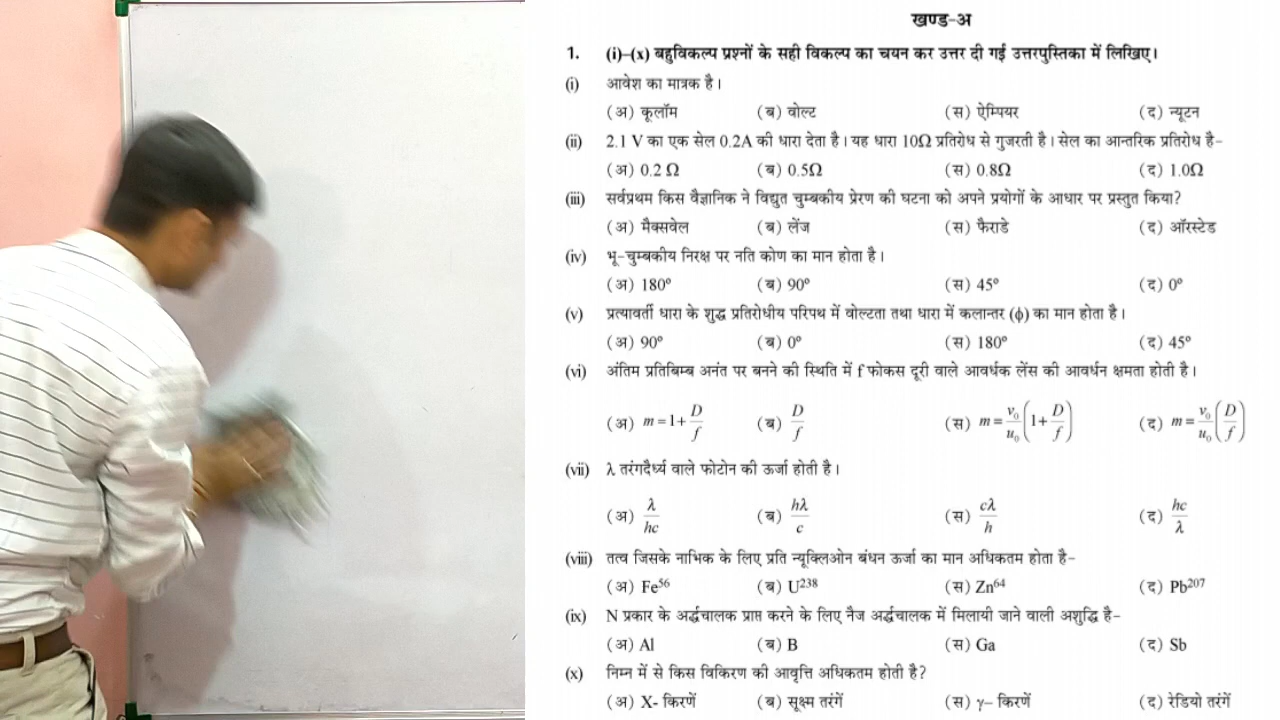 खण्ड-अ
1. (i)-(x) बहुविकल्प प्रश्नों के सही विकल्प का चयन कर उत्तर दी गई उत्तरपुस्तिका में लिखिए।
(i) आवेश का मात्रक है।
(अ) कूलॉम (ब) वोल्ट (स) ऐम्पियर (द) न्यूटन
(ii) 2.1 V का एक सेल 0.2A की धारा देता है। यह धारा 10Ω प्रतिरोध से गुजरती है। सेल का आन्तरिक प्रतिरोध है-
(अ) 0.2 Ω (ब) 0.5Ω (स) 0.8Ω (द) 1.0Ω
(iii) सर्वप्रथम किस वैज्ञानिक ने विद्युत चुम्बकीय प्रेरण की घटना को अपने प्रयोगों के आधार पर प्रस्तुत किया?
(अ) मैक्सवेल (ब) लेंज (स) फैराडे (द) ऑरस्टेड
(iv) भू-चुम्बकीय निरक्ष पर नति कोण का मान होता है।
(अ) 180° (ब) 90° (स) 45° (द) 0°
(v) प्रत्यावर्ती धारा के शुद्ध प्रतिरोधीय परिपथ में वोल्टता तथा धारा में कलान्तर (ϕ) का मान होता है।
(अ) 90° (ब) 0° (स) 180° (द) 45°
(vi) अंतिम प्रतिबिम्ब अनंत पर बनने की स्थिति में f फोकस दूरी वाले आवर्धक लेंस की आवर्धन क्षमता होती है।
(अ) m = 1 + D/f (ब) D/f (स) m = v₀/u₀ (1 + D/f) (द) m = v₀/u₀ (D/f)
(vii) λ तरंगदैर्ध्य वाले फोटोन की ऊर्जा होती है।
(अ) λ/hc (ब) hλ/c (स) cλ/h (द) hc/λ
(viii) तत्व जिसके नाभिक के लिए प्रति न्यूक्लिओन बंधन ऊर्जा का मान अधिकतम होता है-
(अ) Fe⁵⁶ (ब) U²³⁸ (स) Zn⁶⁴ (द) Pb²⁰⁷
(ix) N प्रकार के अर्द्धचालक प्राप्त करने के लिए नैज अर्द्धचालक में मिलायी जाने वाली अशुद्धि है-
(अ) Al (ब) B (स) Ga (द) Sb
(x) निम्न में से किस विकिरण की आवृत्ति अधिकतम होती है?
(अ) X- किरणें (ब) सूक्ष्म तरंगें (स) γ– किरणें (द) रेडियो तरंगें